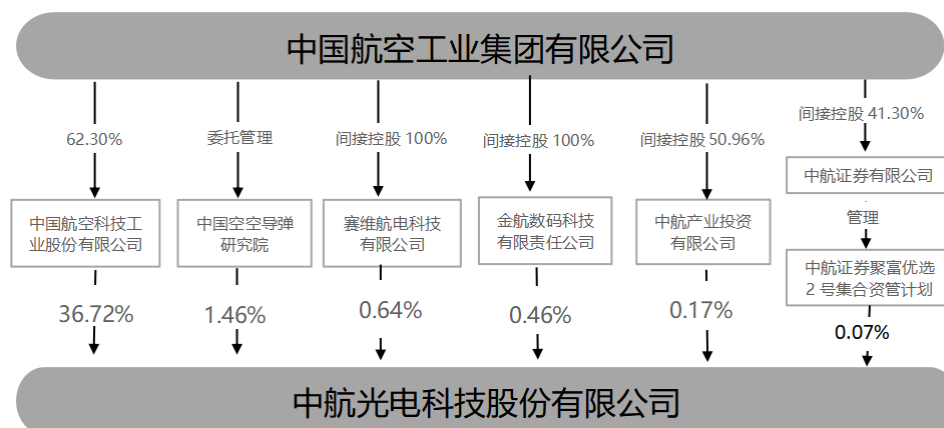 中国航空工业集团有限公司
62.30%
委托管理
间接控股 100%
间接控股 100%
间接控股 50.96%
间接控股 41.30%
中国航空科技工
业股份有限公司
中国空空导弹
研究院
赛维航电科技
有限公司
金航数码科技
有限责任公司
中航产业投资
有限公司
中航证券有限公司
管理
中航证券聚富优选
2 号集合资管计划
36.72%
1.46%
0.64%
0.46%
0.17%
0.07%
中航光电科技股份有限公司